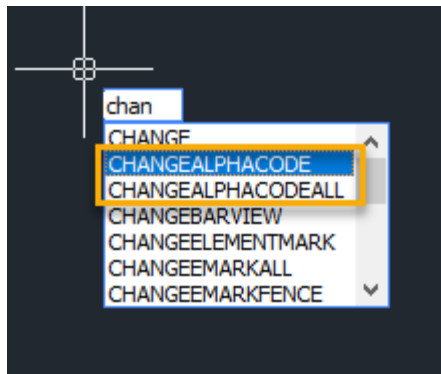 chan
CHANGE
CHANGEALPHACODE
CHANGEALPHACODEALL
CHANGEBARVIEW
CHANGEELEMENTMARK
CHANGEEMARKALL
CHANGEEMARKFENCE